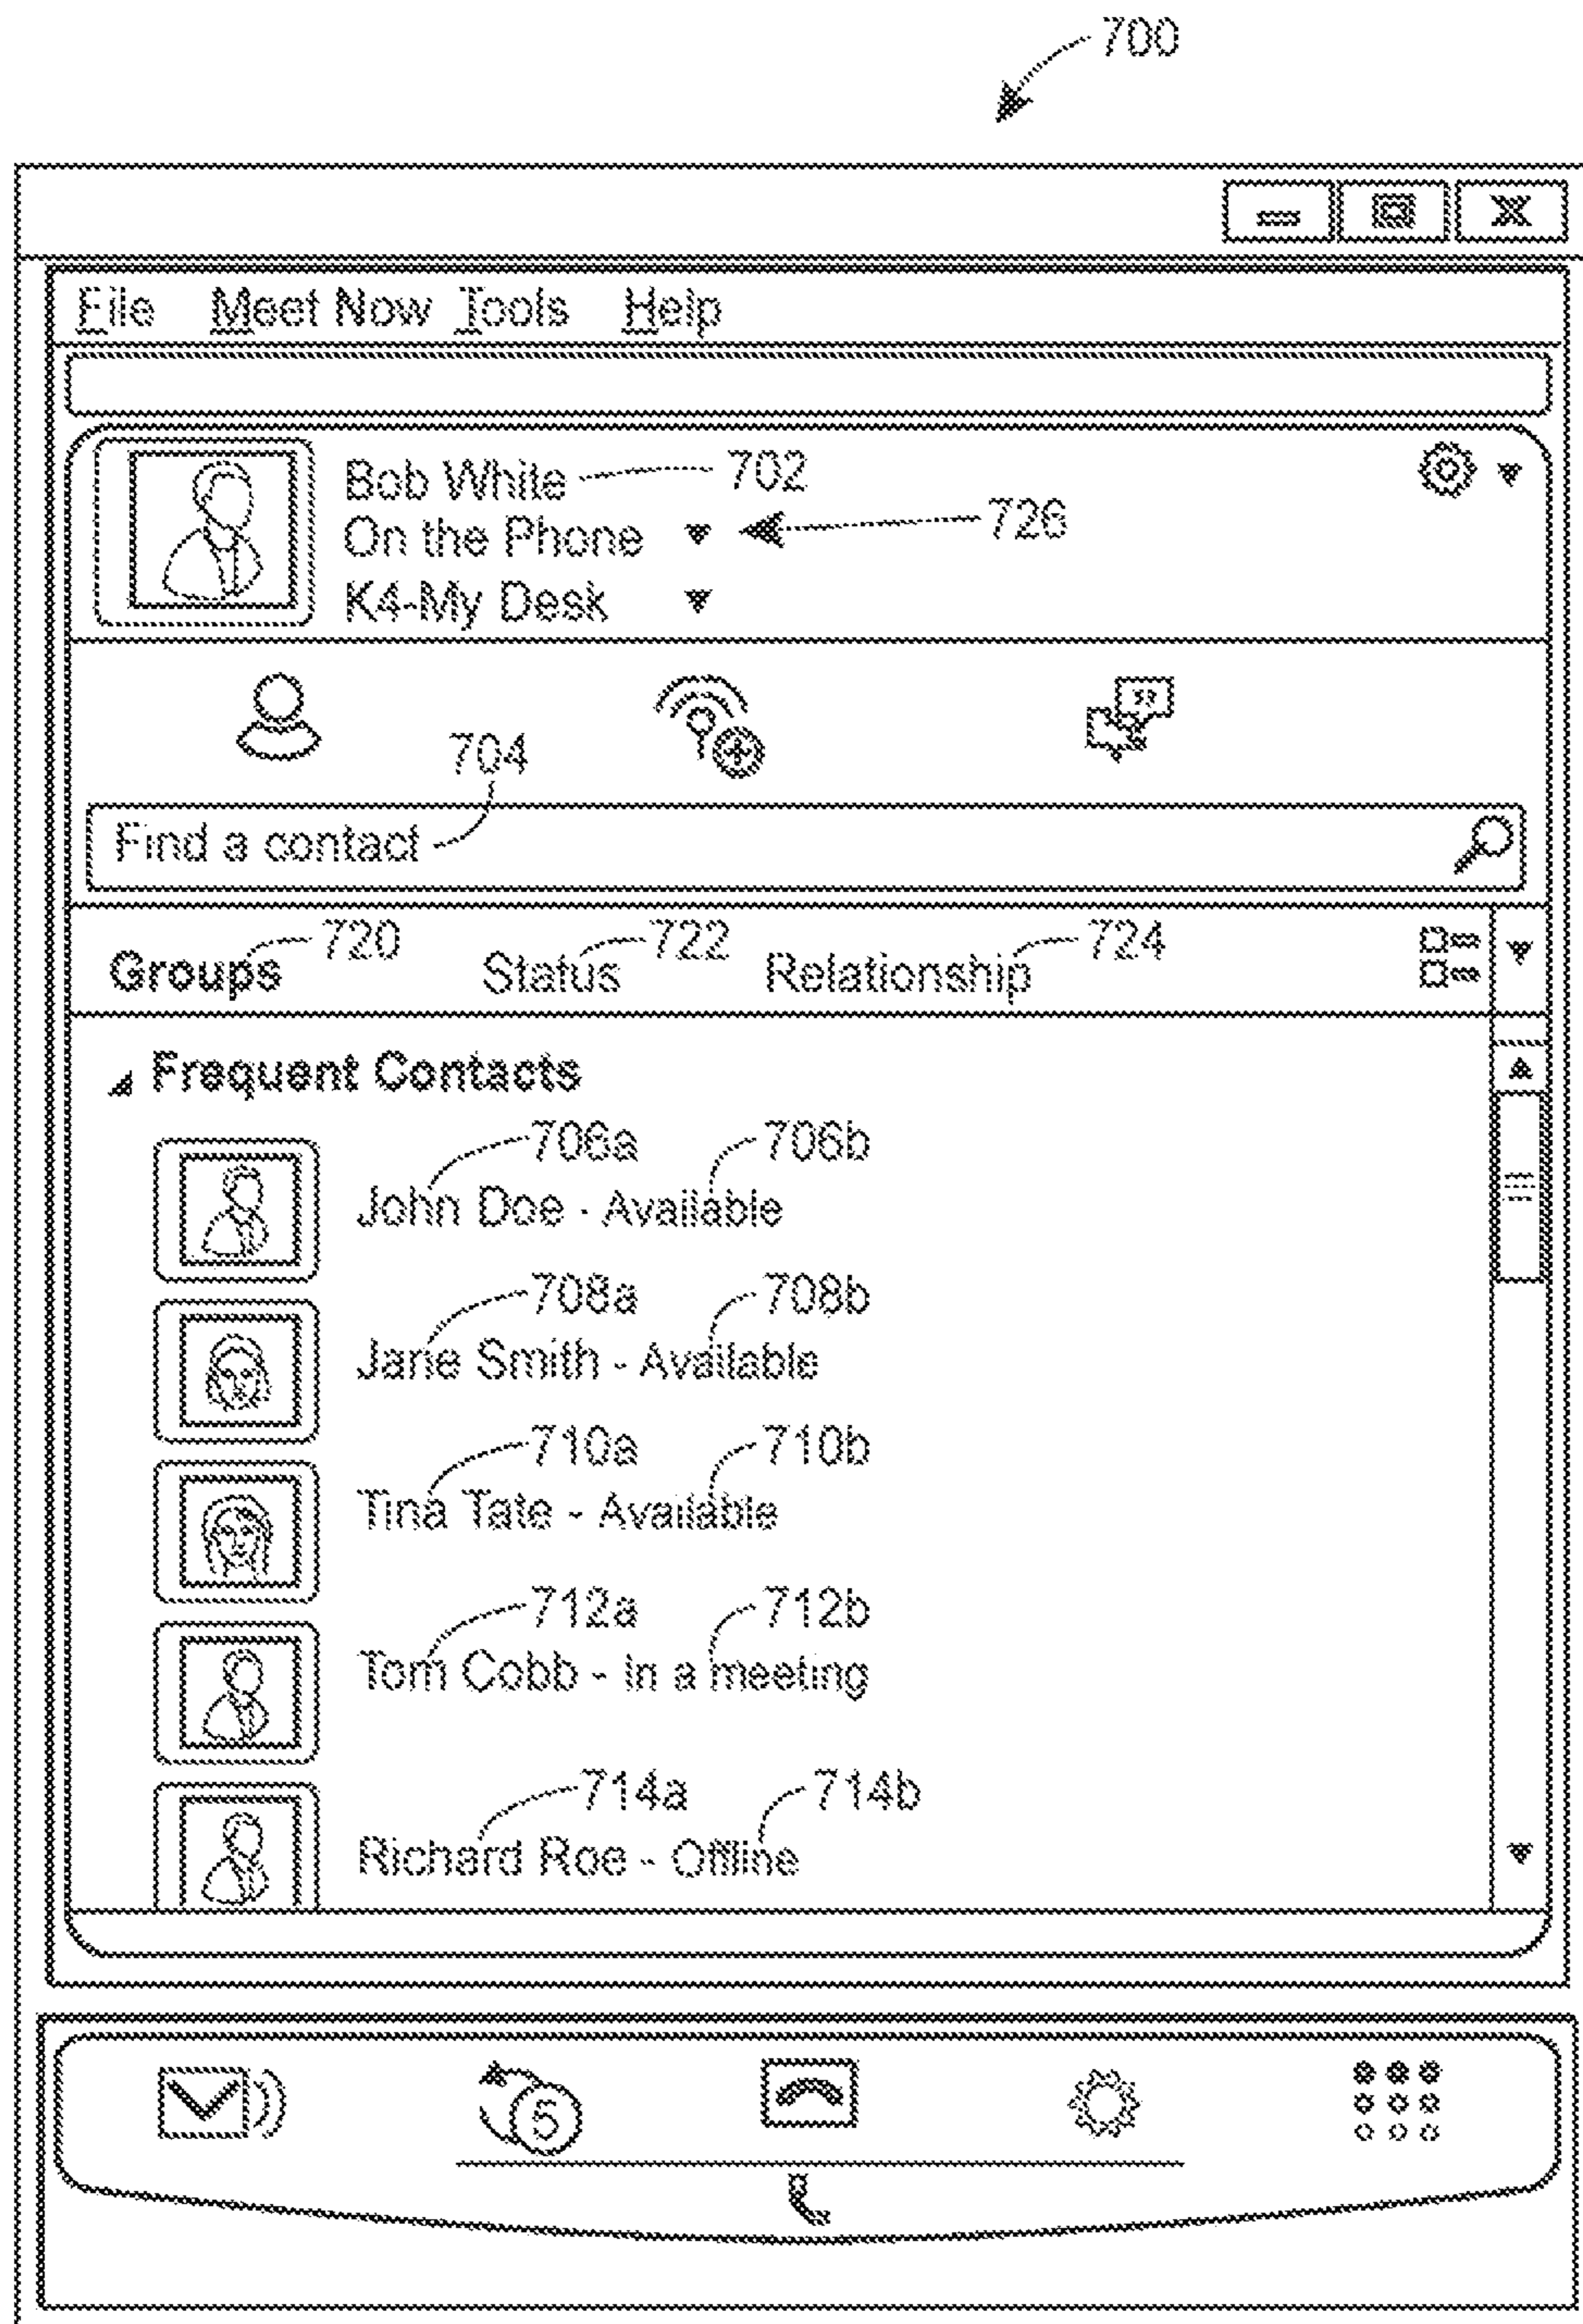 700
File Meet Now Tools Help
Bob White 702
On the Phone 726
K4-My Desk
704
Find a contact
Groups 720 Status 722 Relationship 724
Frequent Contacts
706a 706b
John Doe - Available
708a 708b
Jane Smith - Available
710a 710b
Tina Tate - Available
712a 712b
Tom Cobb - in a meeting
714a 714b
Richard Roe - Offline
5